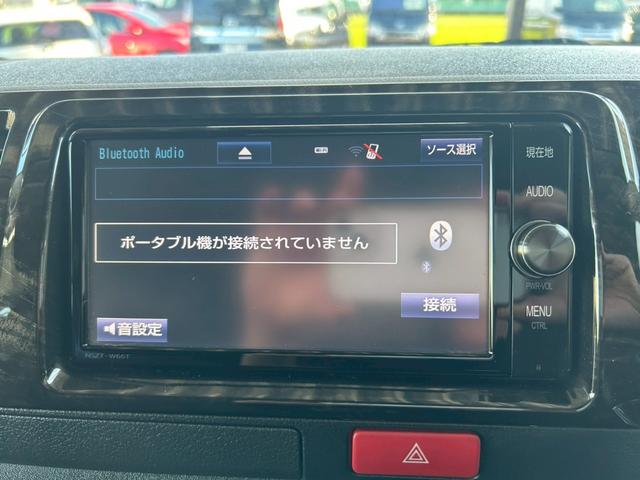 Bluetooth Audio
ソース選択
ポータブル機が接続されていません
接続
音設定
NSZT-W66T
現在地
AUDIO
PWR-VOL
MENU
CTRL